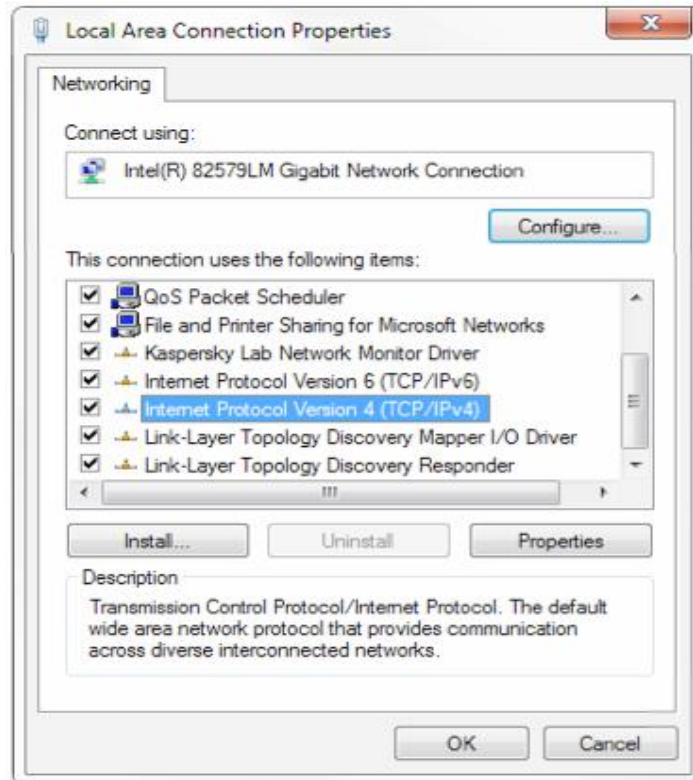 Local Area Connection Properties
Networking
Connect using:
Intel(R) 82579LM Gigabit Network Connection
Configure...
This connection uses the following items:
QoS Packet Scheduler
File and Printer Sharing for Microsoft Networks
Kaspersky Lab Network Monitor Driver
Internet Protocol Version 6 (TCP/IPv6)
Internet Protocol Version 4 (TCP/IPv4)
Link-Layer Topology Discovery Mapper I/O Driver
Link-Layer Topology Discovery Responder
Install...
Uninstall
Properties
Description
Transmission Control Protocol/Internet Protocol. The default
wide area network protocol that provides communication
across diverse interconnected networks.
OK
Cancel